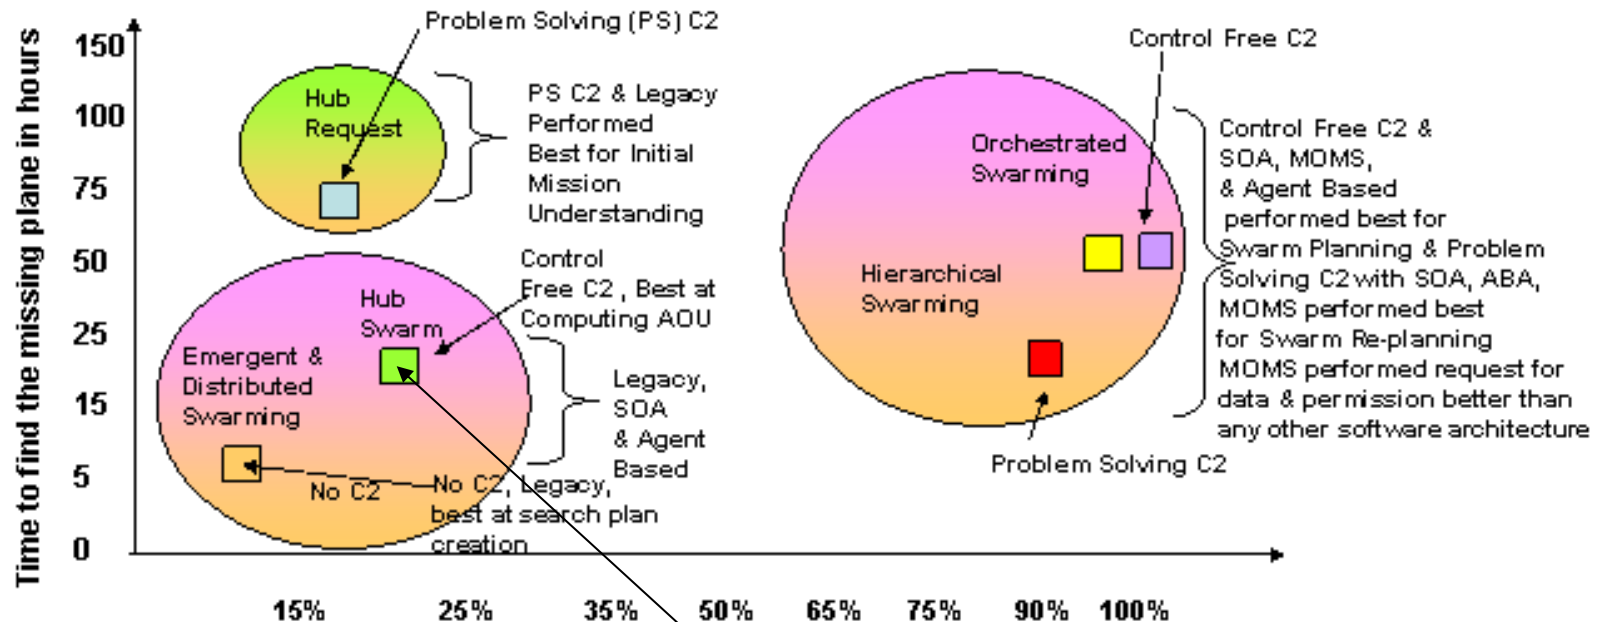 Time to find the missing plane in hours
150
100
75
50
25
15
5
0
Problem Solving (PS) C2
Hub
Request
PS C2 & Legacy
Performed
Best for Initial
Mission
Understanding
Control
Free C2 , Best at
Computing AOU
Hub
Swarm
Emergent &
Distributed
Swarming
Legacy,
SOA
& Agent
Based
No C2
No C2, Legacy,
best at search plan
creation
Control Free C2
Orchestrated
Swarming
Hierarchical
Swarming
Problem Solving C2
Control Free C2 &
SOA, MOMS,
& Agent Based
performed best for
Swarm Planning & Problem
Solving C2 with SOA, ABA,
MOMS performed best
for Swarm Re-planning
MOMS performed request for
data & permission better than
any other software architecture
15% 25% 35% 50% 65% 75% 90% 100%